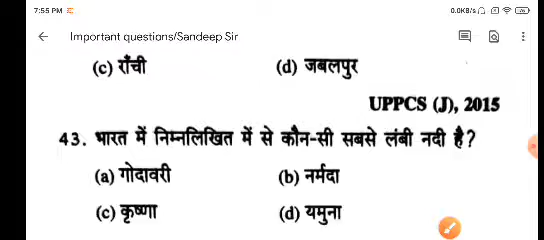 7:55 PM
0.0KB/s
Important questions/Sandeep Sir
(c) राँची (d) जबलपुर
UPPCS (J), 2015
43. भारत में निम्नलिखित में से कौन-सी सबसे लंबी नदी है?
(a) गोदावरी (b) नर्मदा
(c) कृष्णा (d) यमुना